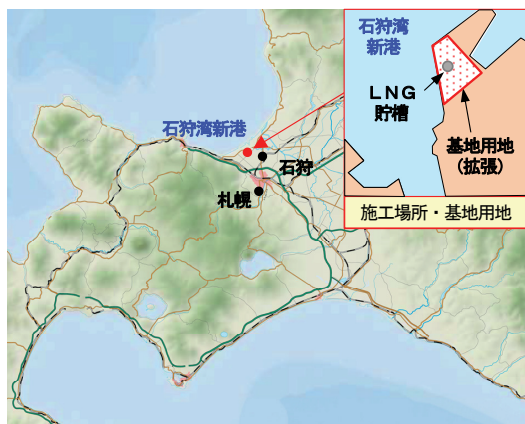 石狩湾
新港
LNG
貯槽
基地用地
(拡張)
施工場所・基地用地
石狩湾新港
石狩
札幌